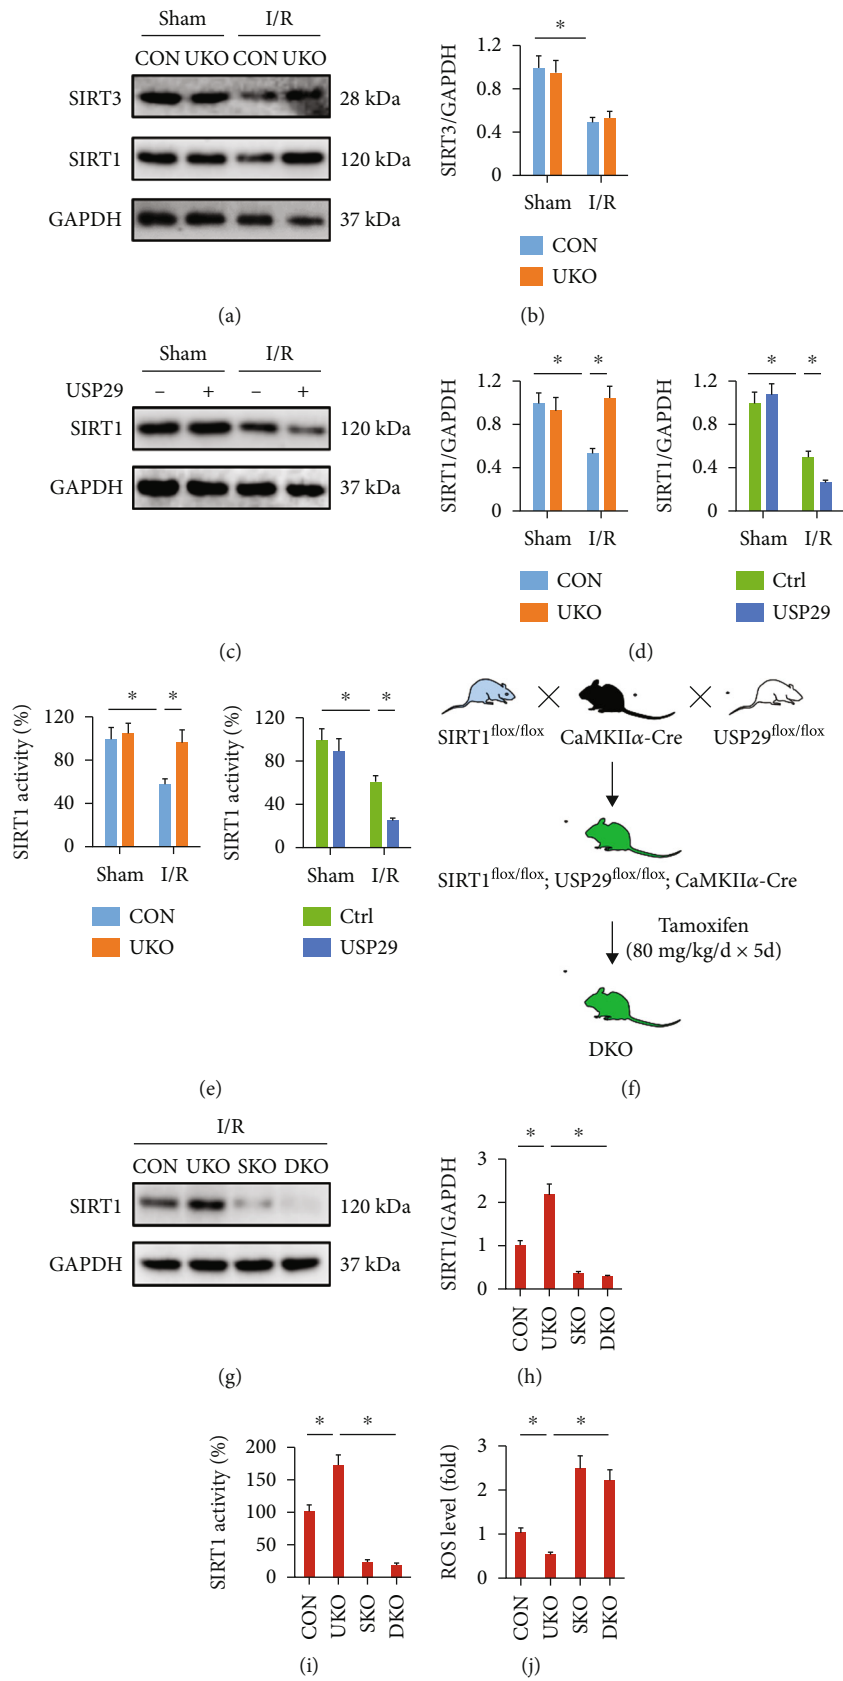 Sham I/R
CON UKO CON UKO
SIRT3 28 kDa
SIRT1 120 kDa
GAPDH 37 kDa
(a)
*
SIRT3/GAPDH
1.2
0.8
0.4
0
Sham I/R
CON
UKO
(b)
Sham I/R
USP29 – + – +
SIRT1 120 kDa
GAPDH 37 kDa
(c)
* *
SIRT1/GAPDH
1.2
0.8
0.4
0
Sham I/R
CON
UKO
* *
SIRT1/GAPDH
1.2
0.8
0.4
0
Sham I/R
Ctrl
USP29
(d)
* *
SIRT1 activity (%)
120
80
40
0
Sham I/R
CON
UKO
* *
SIRT1 activity (%)
120
80
40
0
Sham I/R
Ctrl
USP29
(e)
SIRT1flox/flox CaMKIIα-Cre USP29flox/flox
SIRT1flox/flox; USP29flox/flox; CaMKIIα-Cre
Tamoxifen
(80 mg/kg/d × 5d)
DKO
(f)
I/R
CON UKO SKO DKO
SIRT1 120 kDa
GAPDH 37 kDa
(g)
* *
SIRT1/GAPDH
3
2
1
0
CON UKO SKO DKO
(h)
* *
SIRT1 activity (%)
200
150
100
50
0
CON UKO SKO DKO
(i)
* *
ROS level (fold)
3
2
1
0
CON UKO SKO DKO
(j)